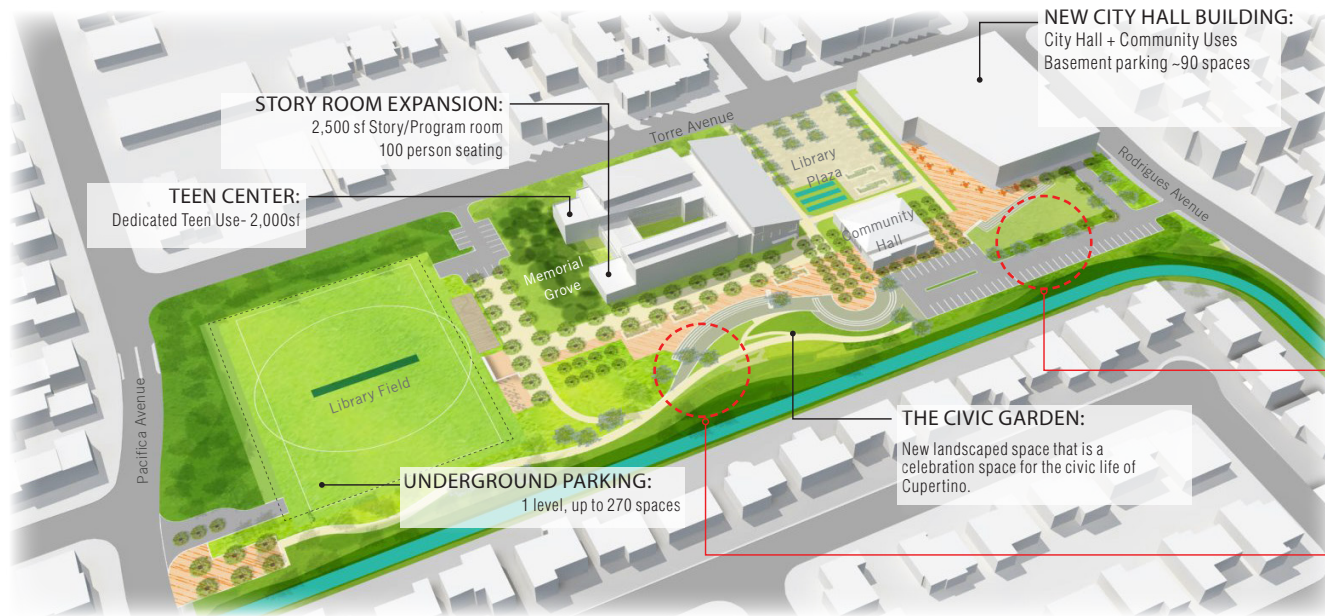 NEW CITY HALL BUILDING:
City Hall + Community Uses
Basement parking ~90 spaces
STORY ROOM EXPANSION:
2,500 sf Story/Program room
100 person seating
TEEN CENTER:
Dedicated Teen Use- 2,000sf
Torre Avenue
Library
Plaza
Rodrigues Avenue
Community
Hall
Memorial
Grove
Library Field
Pacifica Avenue
THE CIVIC GARDEN:
New landscaped space that is a
celebration space for the civic life of
Cupertino.
UNDERGROUND PARKING:
1 level, up to 270 spaces